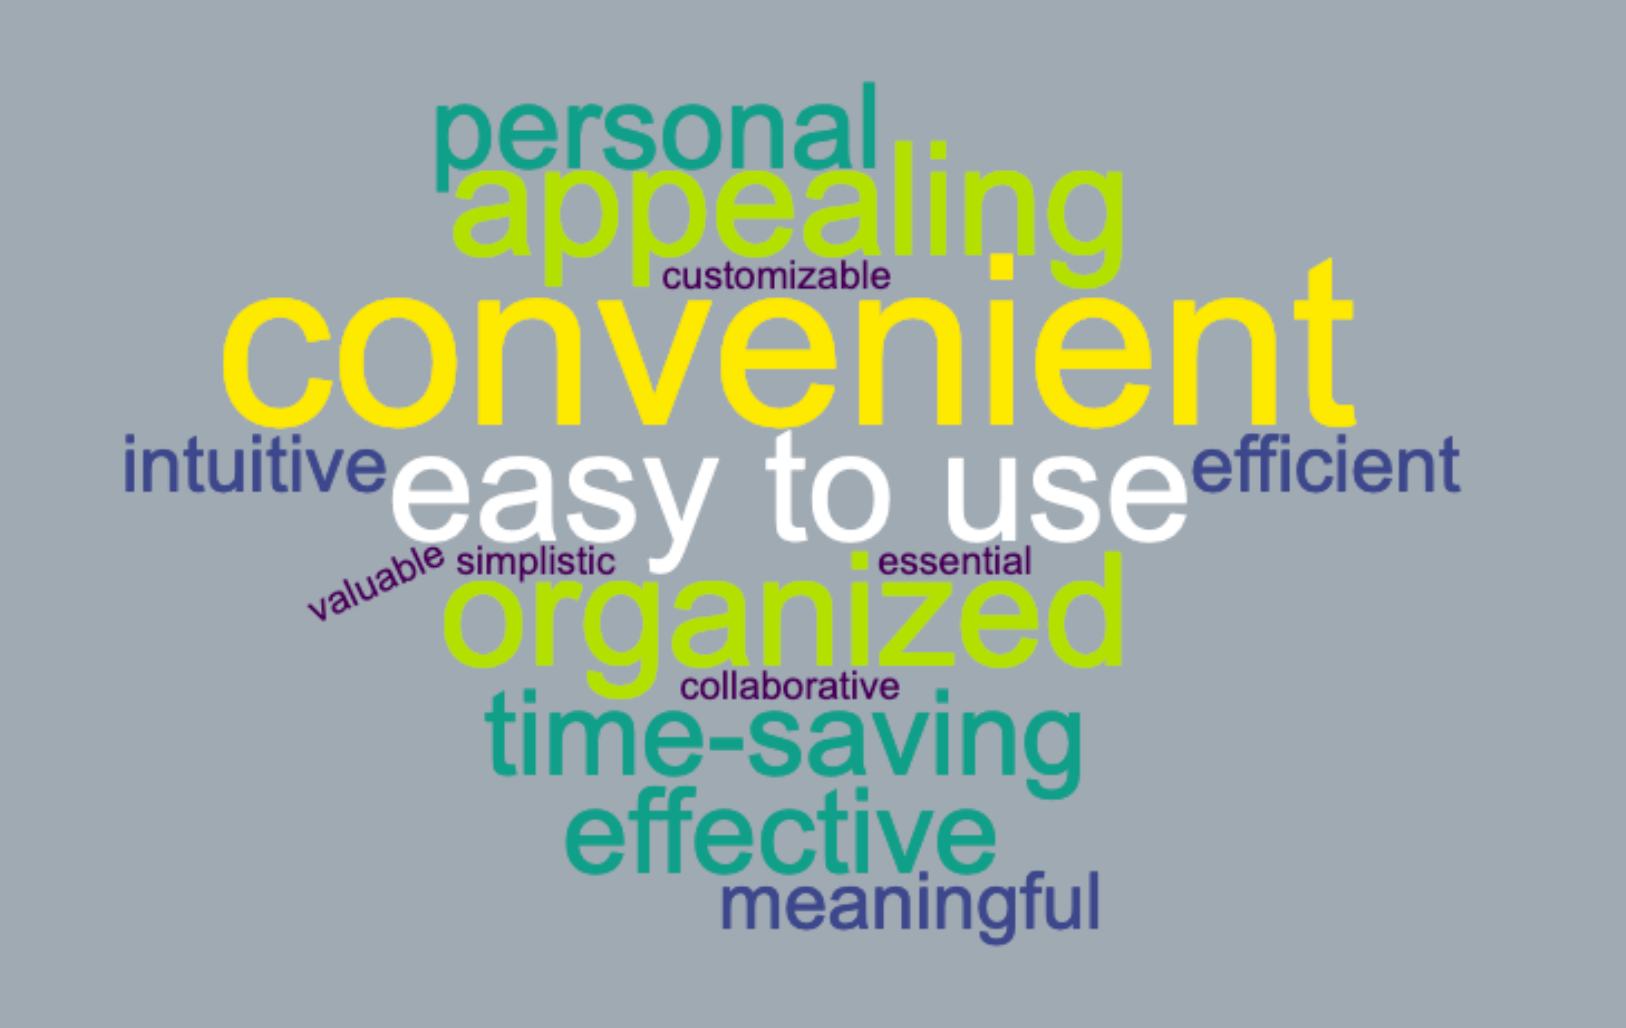 personal
appealing
customizable
convenient
intuitive easy to use efficient
valuable simplistic essential
organized
collaborative
time-saving
effective
meaningful